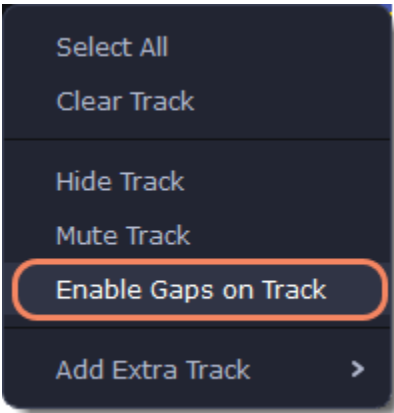 Select All
Clear Track
Hide Track
Mute Track
Enable Gaps on Track
Add Extra Track